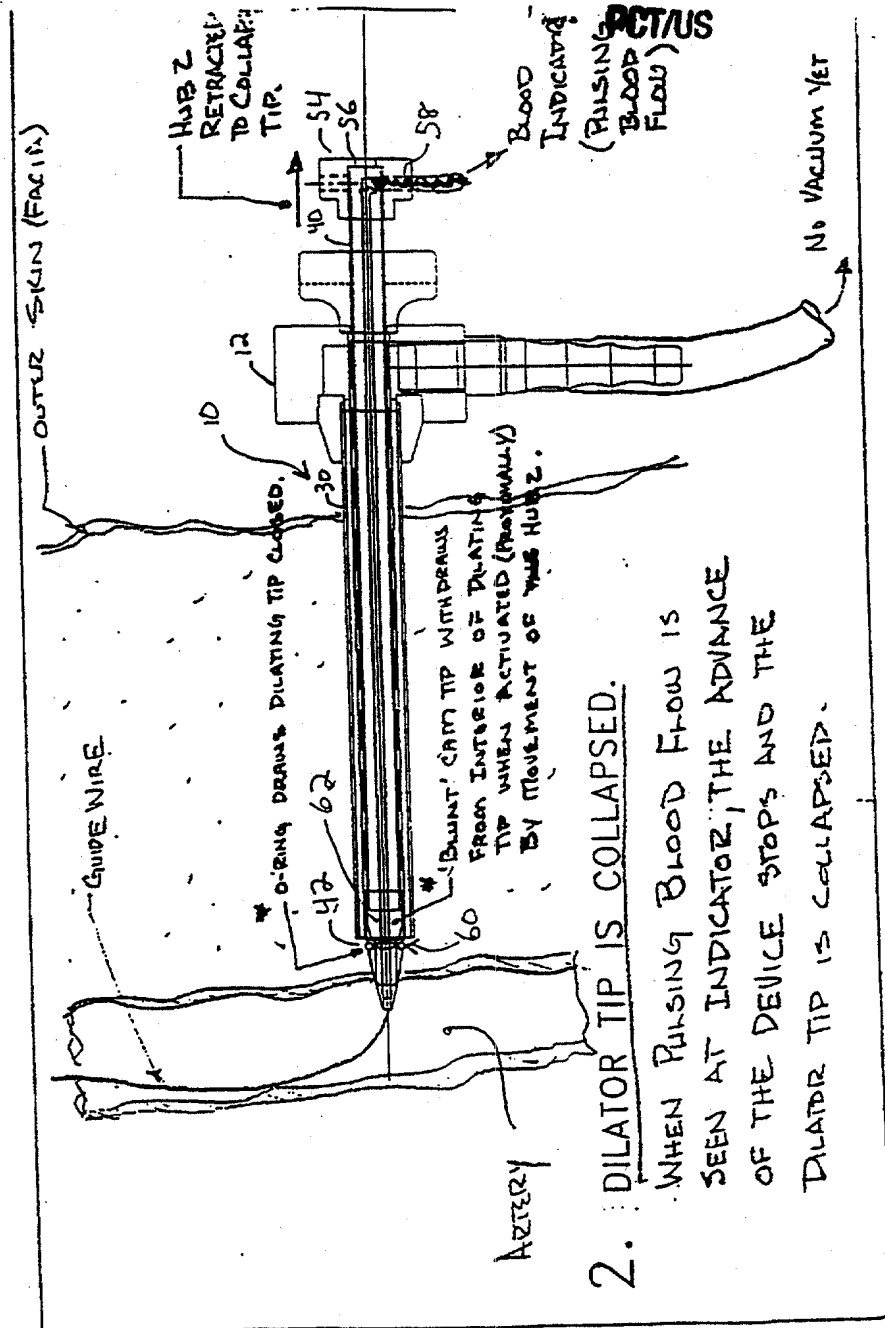 PCT/US
OUTER SKIN (FACIA)
HUB 2
RETRACTED
TO COLLAPSE
TIP.
54
56
58
40
12
10
30
BLOOD
INDICATOR
(PULSING
BLOOD
FLOW)
NO VACUUM YET
GUIDE WIRE
* O-RING DRAWS DILATING TIP CLOSED.
62
42
60
* 'BLUNT' CAM TIP WITHDRAWS
FROM INTERIOR OF DILATING
TIP WHEN ACTIVATED (PROXIMALLY)
BY MOVEMENT OF THE HUB 2.
ARTERY
2. DILATOR TIP IS COLLAPSED.
WHEN PULSING BLOOD FLOW IS
SEEN AT INDICATOR, THE ADVANCE
OF THE DEVICE STOPS AND THE
DILATOR TIP IS COLLAPSED.